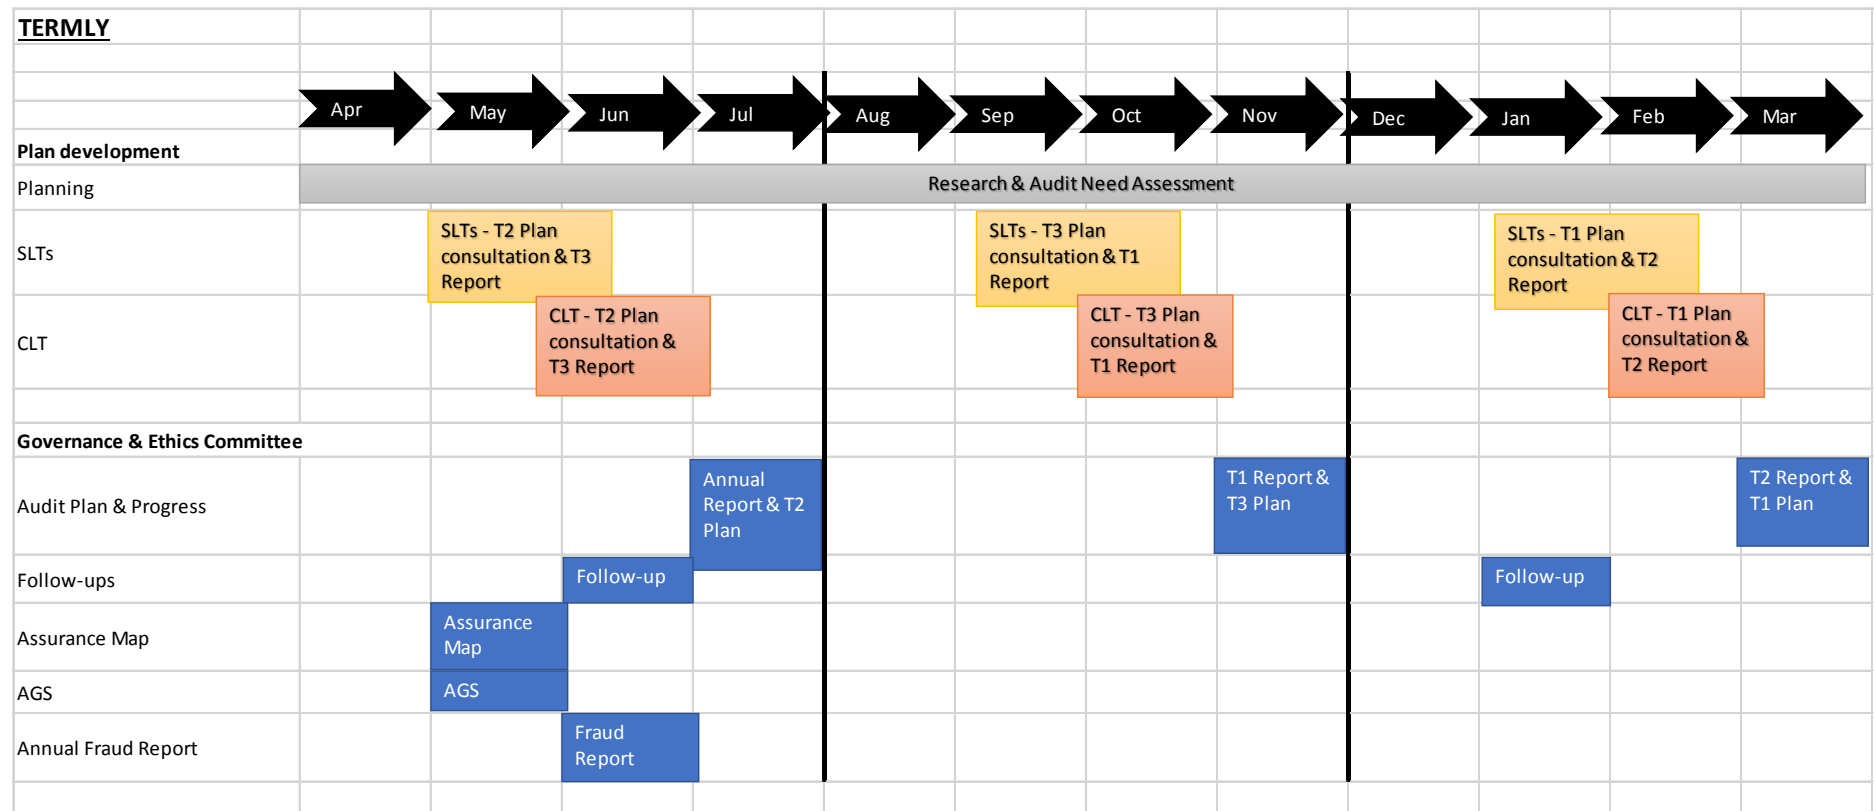 TERMLY
Apr
May
Jun
Jul
Aug
Sep
Oct
Nov
Dec
Jan
Feb
Mar
Plan development
Planning
Research & Audit Need Assessment
SLTs
SLTs - T2 Plan
consultation & T3
Report
SLTs - T3 Plan
consultation & T1
Report
SLTs - T1 Plan
consultation & T2
Report
CLT
CLT - T2 Plan
consultation &
T3 Report
CLT - T3 Plan
consultation &
T1 Report
CLT - T1 Plan
consultation &
T2 Report
Governance & Ethics Committee
Audit Plan & Progress
Annual
Report & T2
Plan
T1 Report &
T3 Plan
T2 Report &
T1 Plan
Follow-ups
Follow-up
Follow-up
Assurance Map
Assurance
Map
AGS
AGS
Annual Fraud Report
Fraud
Report